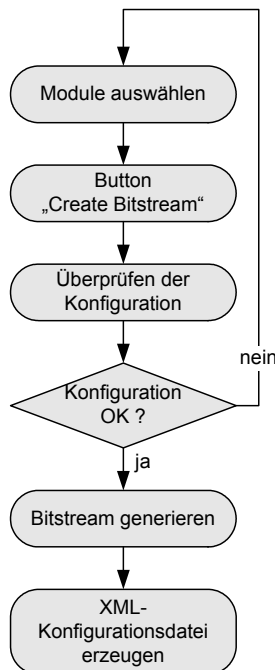 Module auswählen
Button
„Create Bitstream“
Überprüfen der
Konfiguration
nein
Konfiguration
OK ?
ja
Bitstream generieren
XML-
Konfigurationsdatei
erzeugen